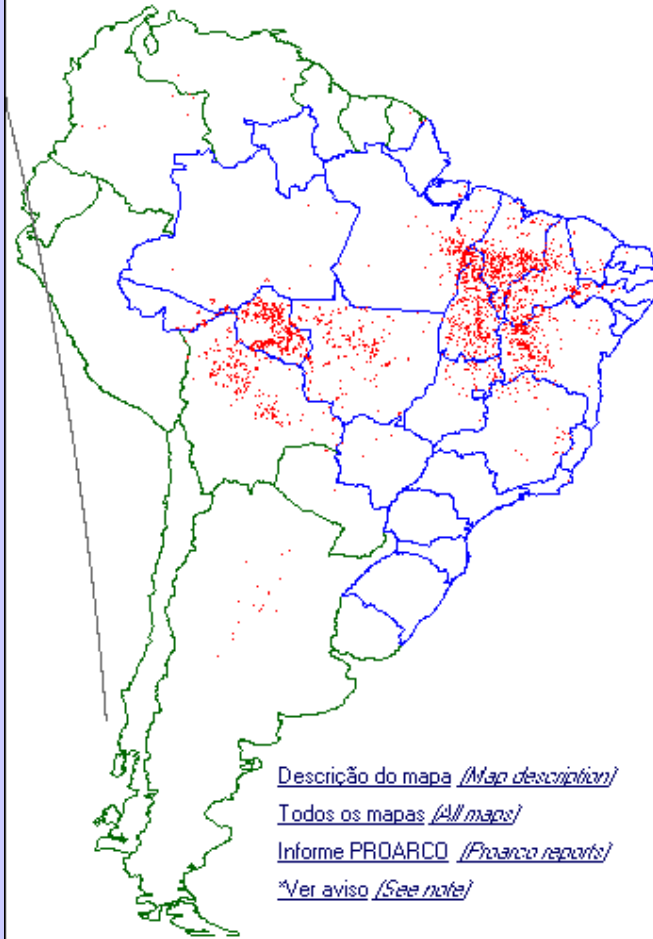 Descrição do mapa (Map description)
Todos os mapas (All maps)
Informe PROARCO (Proarco reports)
*Ver aviso (See note)